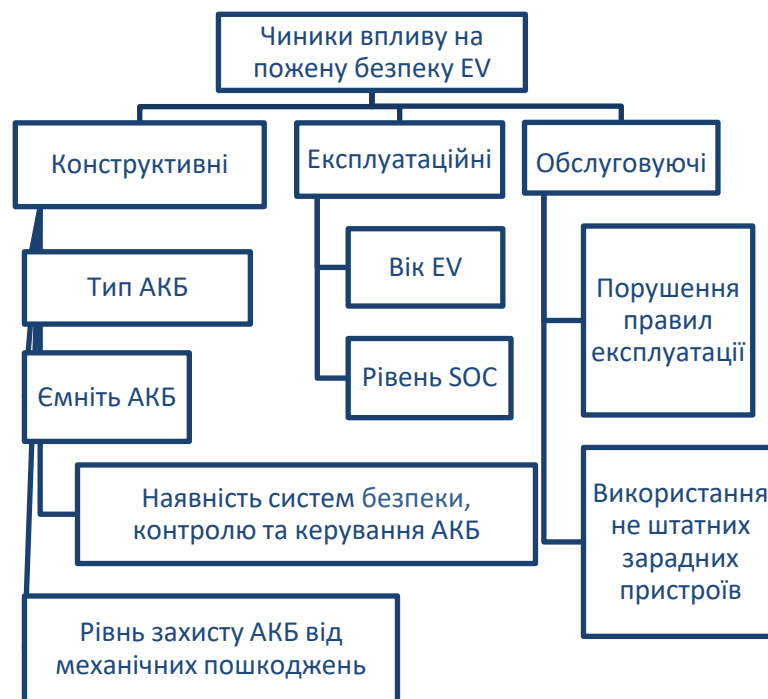 Чиники впливу на
пожену безпеку EV
Конструктивні
Експлуатаційні
Обслуговуючі
Тип АКБ
Ємніть АКБ
Наявність систем безпеки,
контролю та керування АКБ
Рівнь захисту АКБ від
механічних пошкоджень
Вік EV
Рівень SOC
Порушення
правил
експлуатації
Використання
не штатних
зарадних
пристроїв